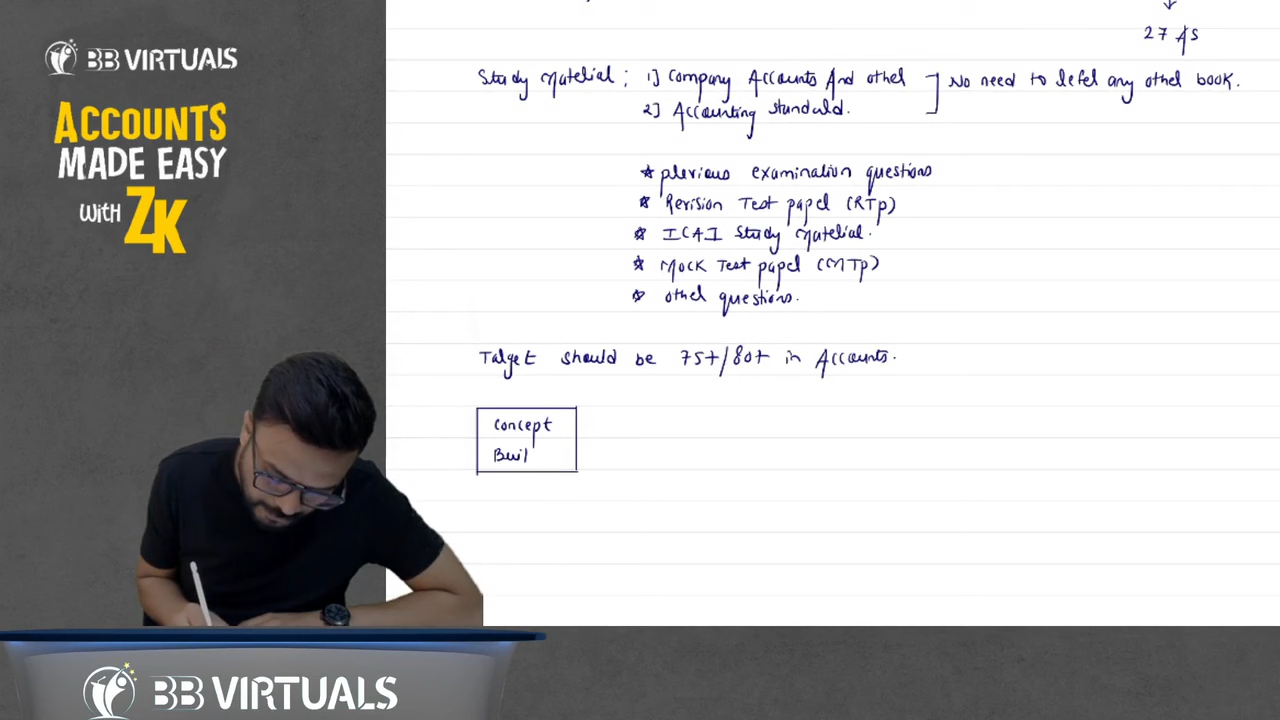 BB VIRTUALS
ACCOUNTS
MADE EASY
WITH ZK
27 AS
Study Material : 1] Company Accounts And other
2] Accounting standard.
No need to refer any other book.
* previous examination questions
* Revision Test paper (RTP)
* ICAI Study Material.
* Mock Test paper (MTP)
* other questions.
Target should be 75+/80+ in Accounts.
Concept
Buil
BB VIRTUALS